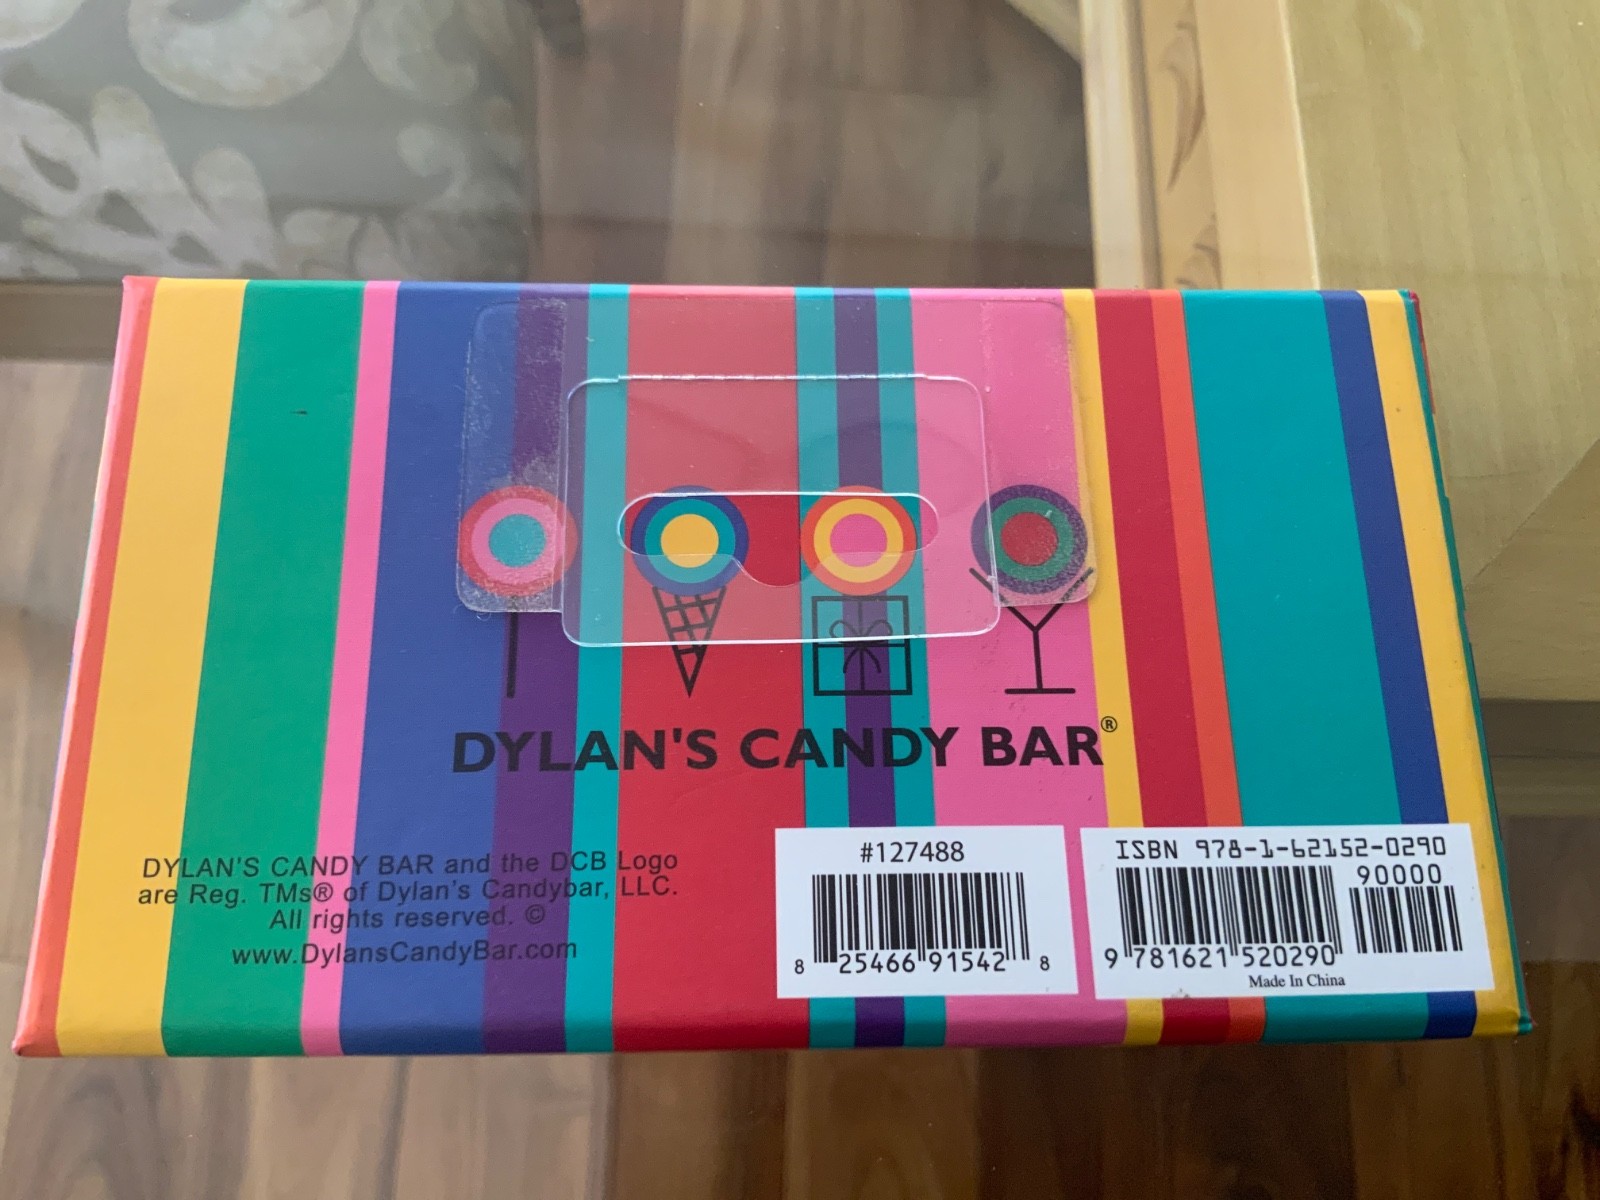 DYLAN'S CANDY BAR®
DYLAN'S CANDY BAR and the DCB Logo
are Reg. TMs® of Dylan's Candybar, LLC.
All rights reserved. ©
www.DylansCandyBar.com
#127488
8 25466 91542 8
ISBN 978-1-62152-0290
90000
9 781621 520290
Made In China